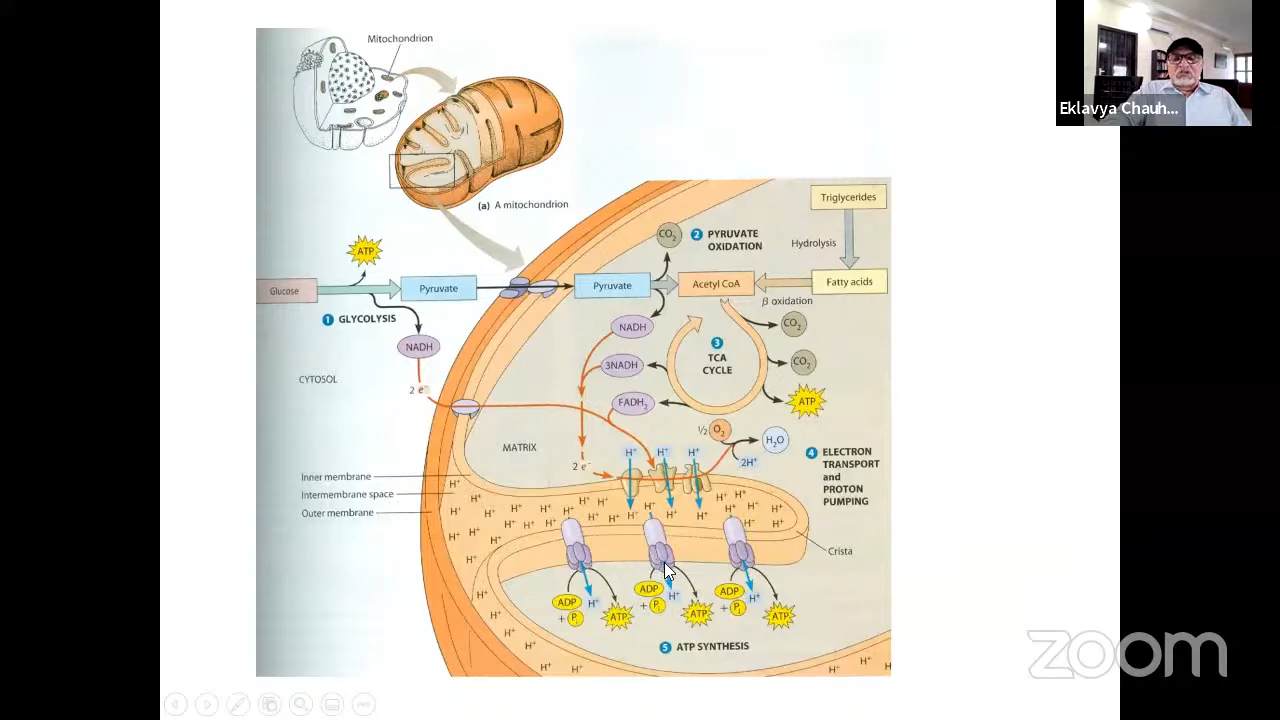 Mitochondrion
(a) A mitochondrion
Eklavya Chauh...
Triglycerides
Hydrolysis
Fatty acids
β oxidation
CO₂
2 PYRUVATE
OXIDATION
ATP
Glucose
Pyruvate
Pyruvate
Acetyl CoA
1 GLYCOLYSIS
NADH
NADH
3NADH
FADH₂
3
TCA
CYCLE
CO₂
CO₂
ATP
CYTOSOL
2 e⁻
MATRIX
2 e⁻
½ O₂
H₂O
2H⁺
4 ELECTRON
TRANSPORT
and
PROTON
PUMPING
H⁺ H⁺ H⁺
Inner membrane
Intermembrane space
Outer membrane
H⁺ H⁺ H⁺ H⁺ H⁺ H⁺ H⁺
H⁺ H⁺ H⁺ H⁺ H⁺ H⁺ H⁺
H⁺ H⁺ H⁺ H⁺ H⁺ H⁺ H⁺
Crista
ADP
+ Pi
H⁺
ATP
ADP
+ Pi
H⁺
ATP
ADP
+ Pi
H⁺
ATP
5 ATP SYNTHESIS
H⁺ H⁺ H⁺ H⁺ H⁺ H⁺ H⁺ H⁺
zoom